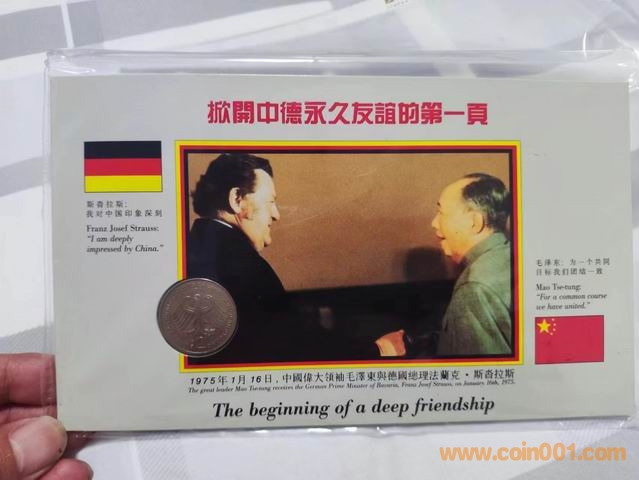 掀開中德永久友誼的第一頁
斯沓拉斯:
我对中国印象深刻
Franz Josef Strauss:
"I am deeply
impressed by China."
毛泽东: 为一个共同
目标我们团结一致
Mao Tse-tung:
"For a common course
we have united."
1975年1月16日,中國偉大領袖毛澤東與德國總理法蘭克·斯沓拉斯
The great leader Mao Tse-tung receives the German Prime Minister of Bavaria, Franz Josef Strauss, on January 16th, 1975.
The beginning of a deep friendship
www.coin001.com